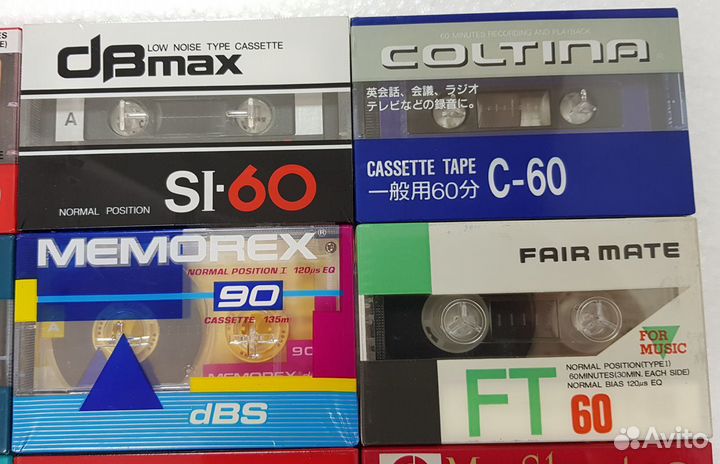 dBmax
LOW NOISE TYPE CASSETTE
A
SI-60
NORMAL POSITION
60 MINUTES RECORDING AND PLAYBACK
COLTINA
英会話、会議、ラジオ
テレビなどの録音に。
CASSETTE TAPE
一般用60分
C-60
MEMOREX®
NORMAL POSITION I 120µs EQ
90
CASSETTE 135m
A
90
dBS
FAIR MATE
FOR
MUSIC
NORMAL POSITION(TYPE I)
60MINUTES(30MIN. EACH SIDE)
NORMAL BIAS 120µs EQ
FT 60
Avito